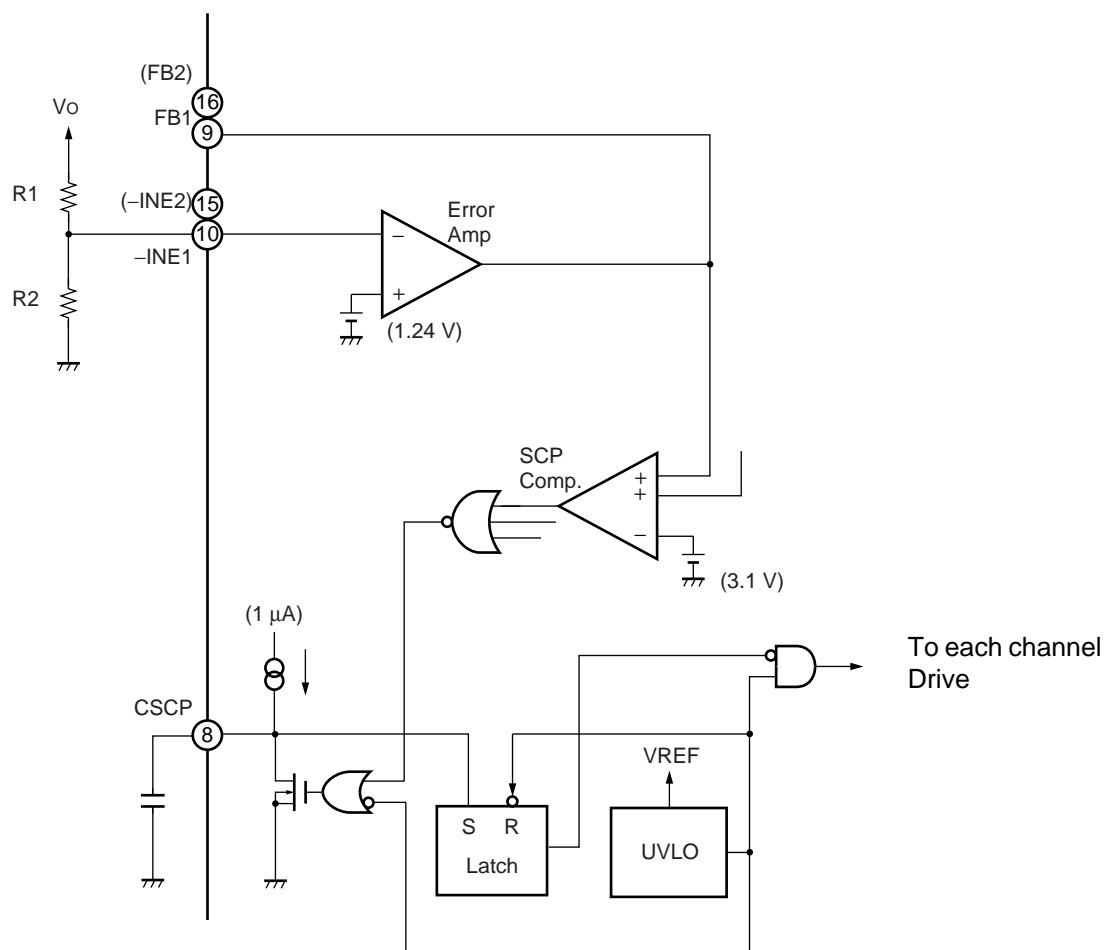 (FB2)
16
FB1
9
VO
R1
(–INE2)
15
10
–INE1
R2
Error
Amp
–
+
(1.24 V)
SCP
Comp.
+
+
–
(3.1 V)
(1 μA)
CSCP
8
S R
Latch
VREF
UVLO
To each channel
Drive